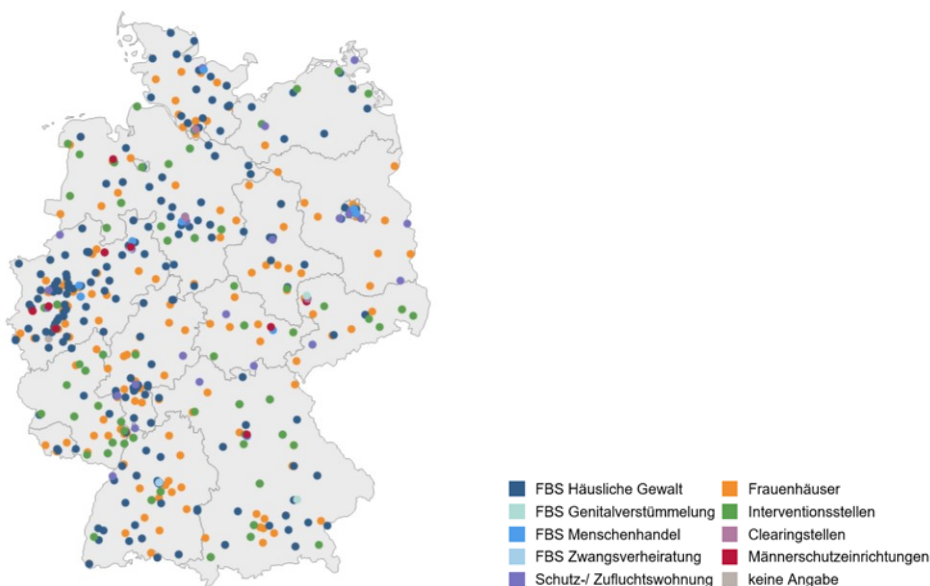 FBS Häusliche Gewalt
FBS Genitalverstümmelung
FBS Menschenhandel
FBS Zwangsverheiratung
Schutz-/ Zufluchtswohnung
Frauenhäuser
Interventionsstellen
Clearingstellen
Männerschutzeinrichtungen
keine Angabe